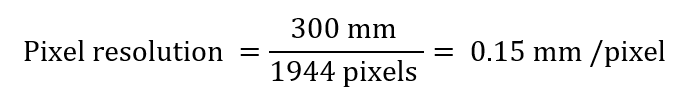 Pixel resolution = 300 mm / 1944 pixels = 0.15 mm /pixel